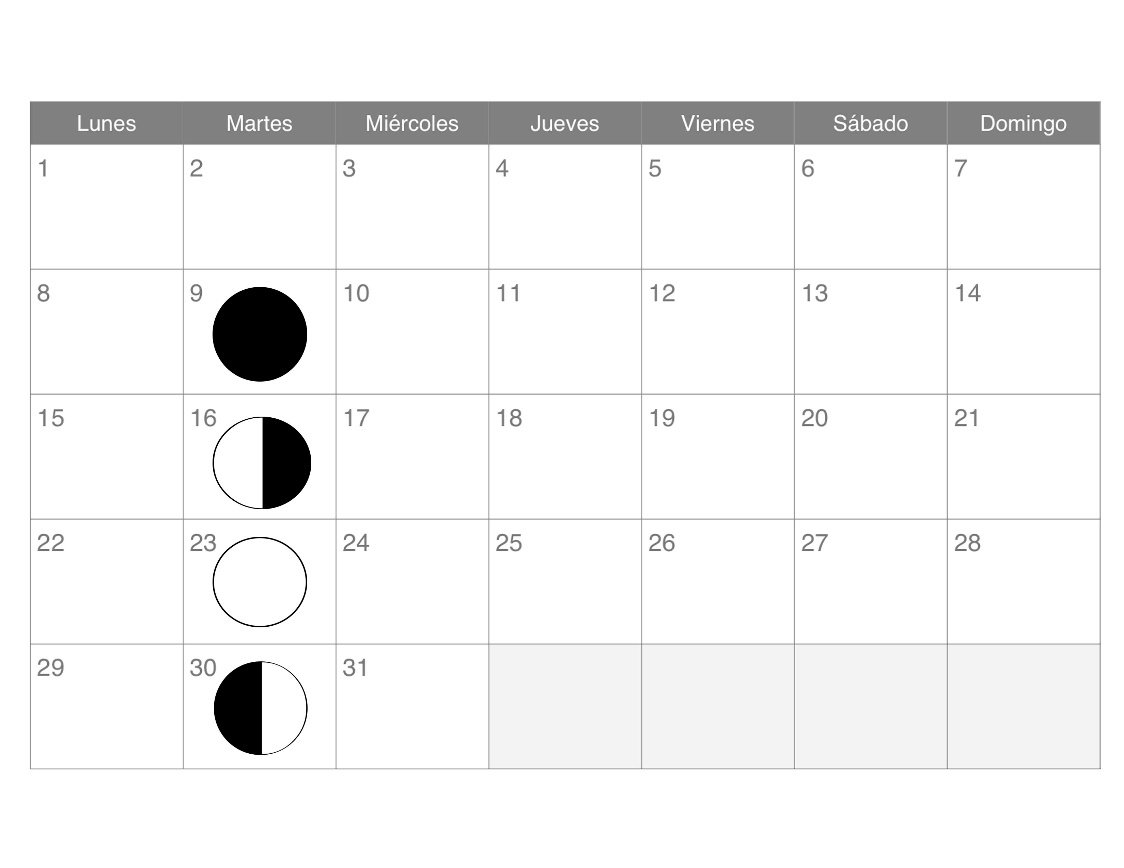 Lunes Martes Miércoles Jueves Viernes Sábado Domingo
1 2 3 4 5 6 7
8 9 10 11 12 13 14
15 16 17 18 19 20 21
22 23 24 25 26 27 28
29 30 31